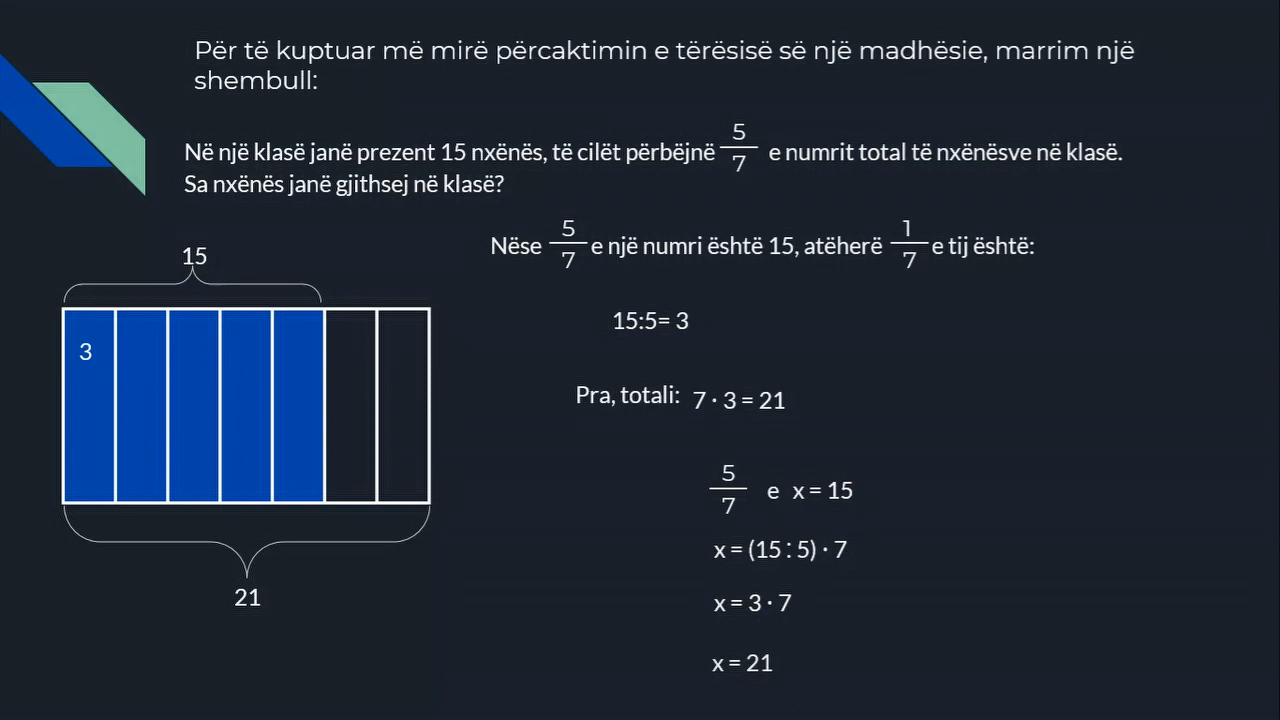 Për të kuptuar më mirë përcaktimin e tërësisë së një madhësie, marrim një
shembull:
Në një klasë janë prezent 15 nxënës, të cilët përbëjnë 5/7 e numrit total të nxënësve në klasë.
Sa nxënës janë gjithsej në klasë?
Nëse 5/7 e një numri është 15, atëherë 1/7 e tij është:
15
3
21
15:5= 3
Pra, totali: 7 · 3 = 21
5/7 e x = 15
x = (15 : 5) · 7
x = 3 · 7
x = 21